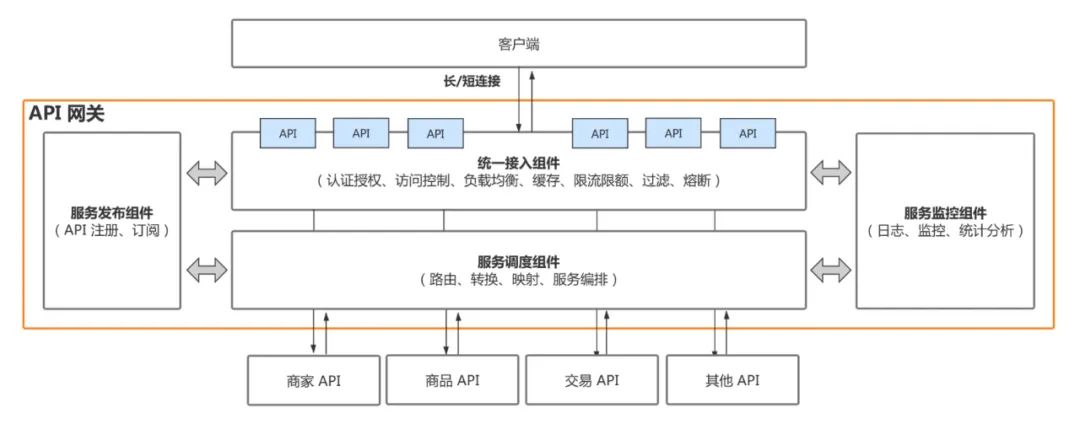 客户端
长/短连接
API 网关
API
API
API
API
API
API
统一接入组件
（认证授权、访问控制、负载均衡、缓存、限流限额、过滤、熔断）
服务发布组件
（API 注册、订阅）
服务监控组件
（日志、监控、统计分析）
服务调度组件
（路由、转换、映射、服务编排）
商家 API
商品 API
交易 API
其他 API